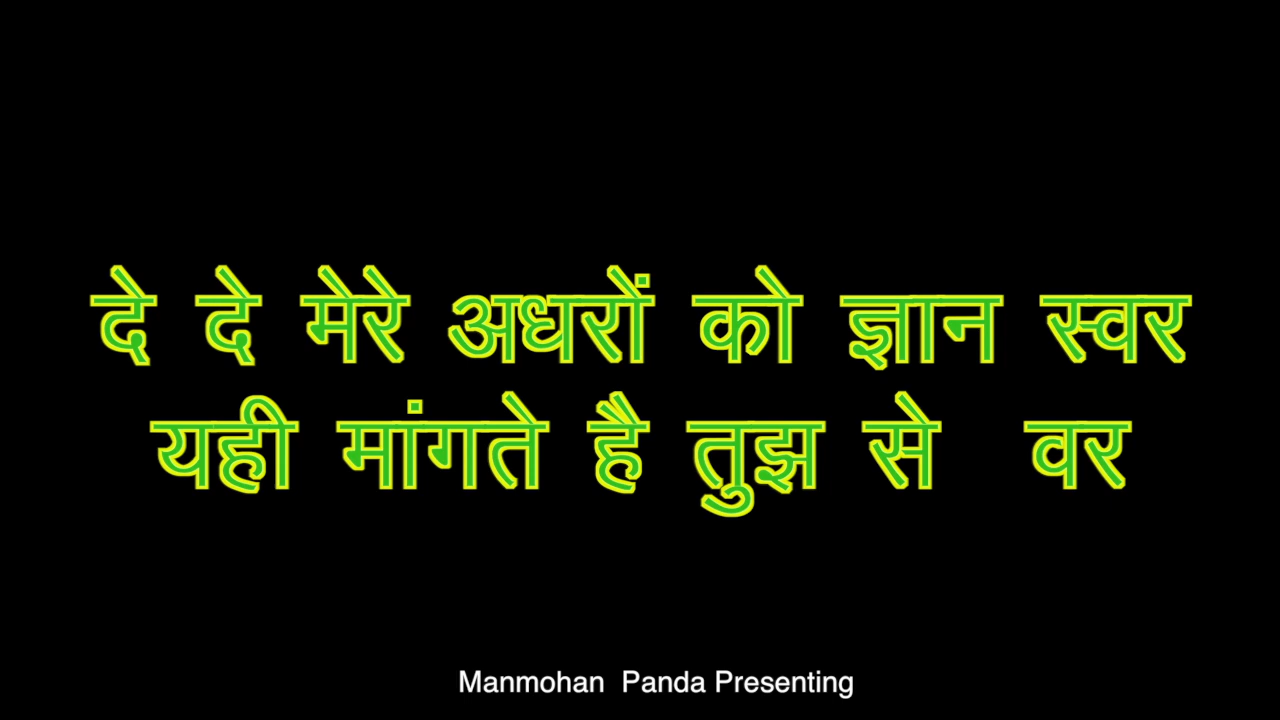 दे दे मेरे अधरों को ज्ञान स्वर
यही मांगते है तुझ से वर
Manmohan Panda Presenting